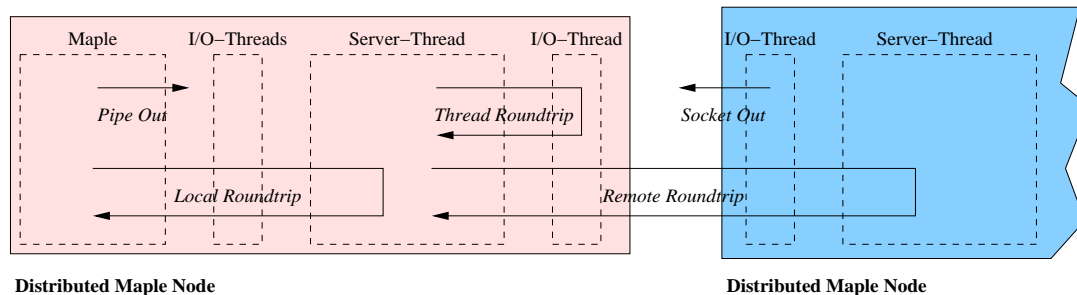 Maple I/O−Threads Server−Thread I/O−Thread I/O−Thread Server−Thread
Pipe Out Thread Roundtrip Socket Out
Local Roundtrip Remote Roundtrip
Distributed Maple Node Distributed Maple Node